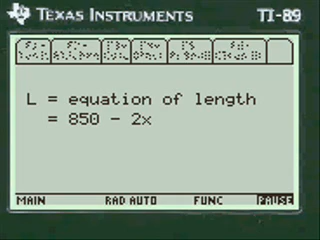 TEXAS INSTRUMENTS TI-89
L = equation of length
= 850 - 2x
MAIN RAD AUTO FUNC PAUSE